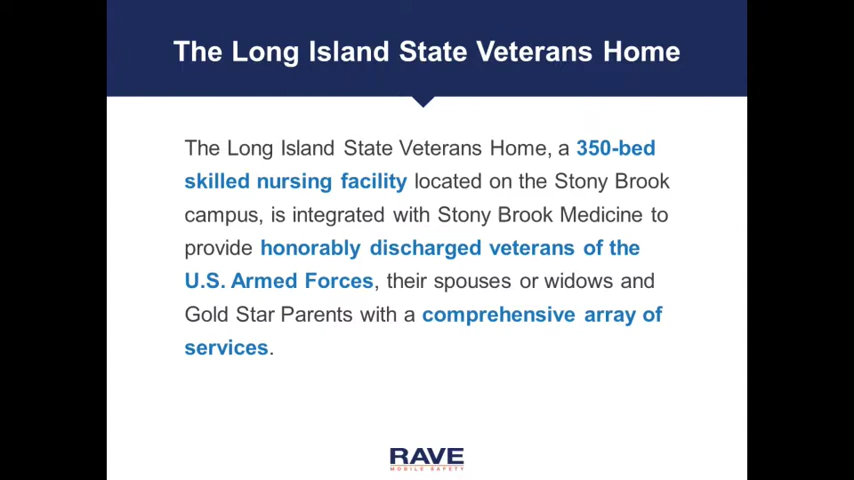 The Long Island State Veterans Home
The Long Island State Veterans Home, a 350-bed
skilled nursing facility located on the Stony Brook
campus, is integrated with Stony Brook Medicine to
provide honorably discharged veterans of the
U.S. Armed Forces, their spouses or widows and
Gold Star Parents with a comprehensive array of
services.
RAVE
MOBILE SAFETY